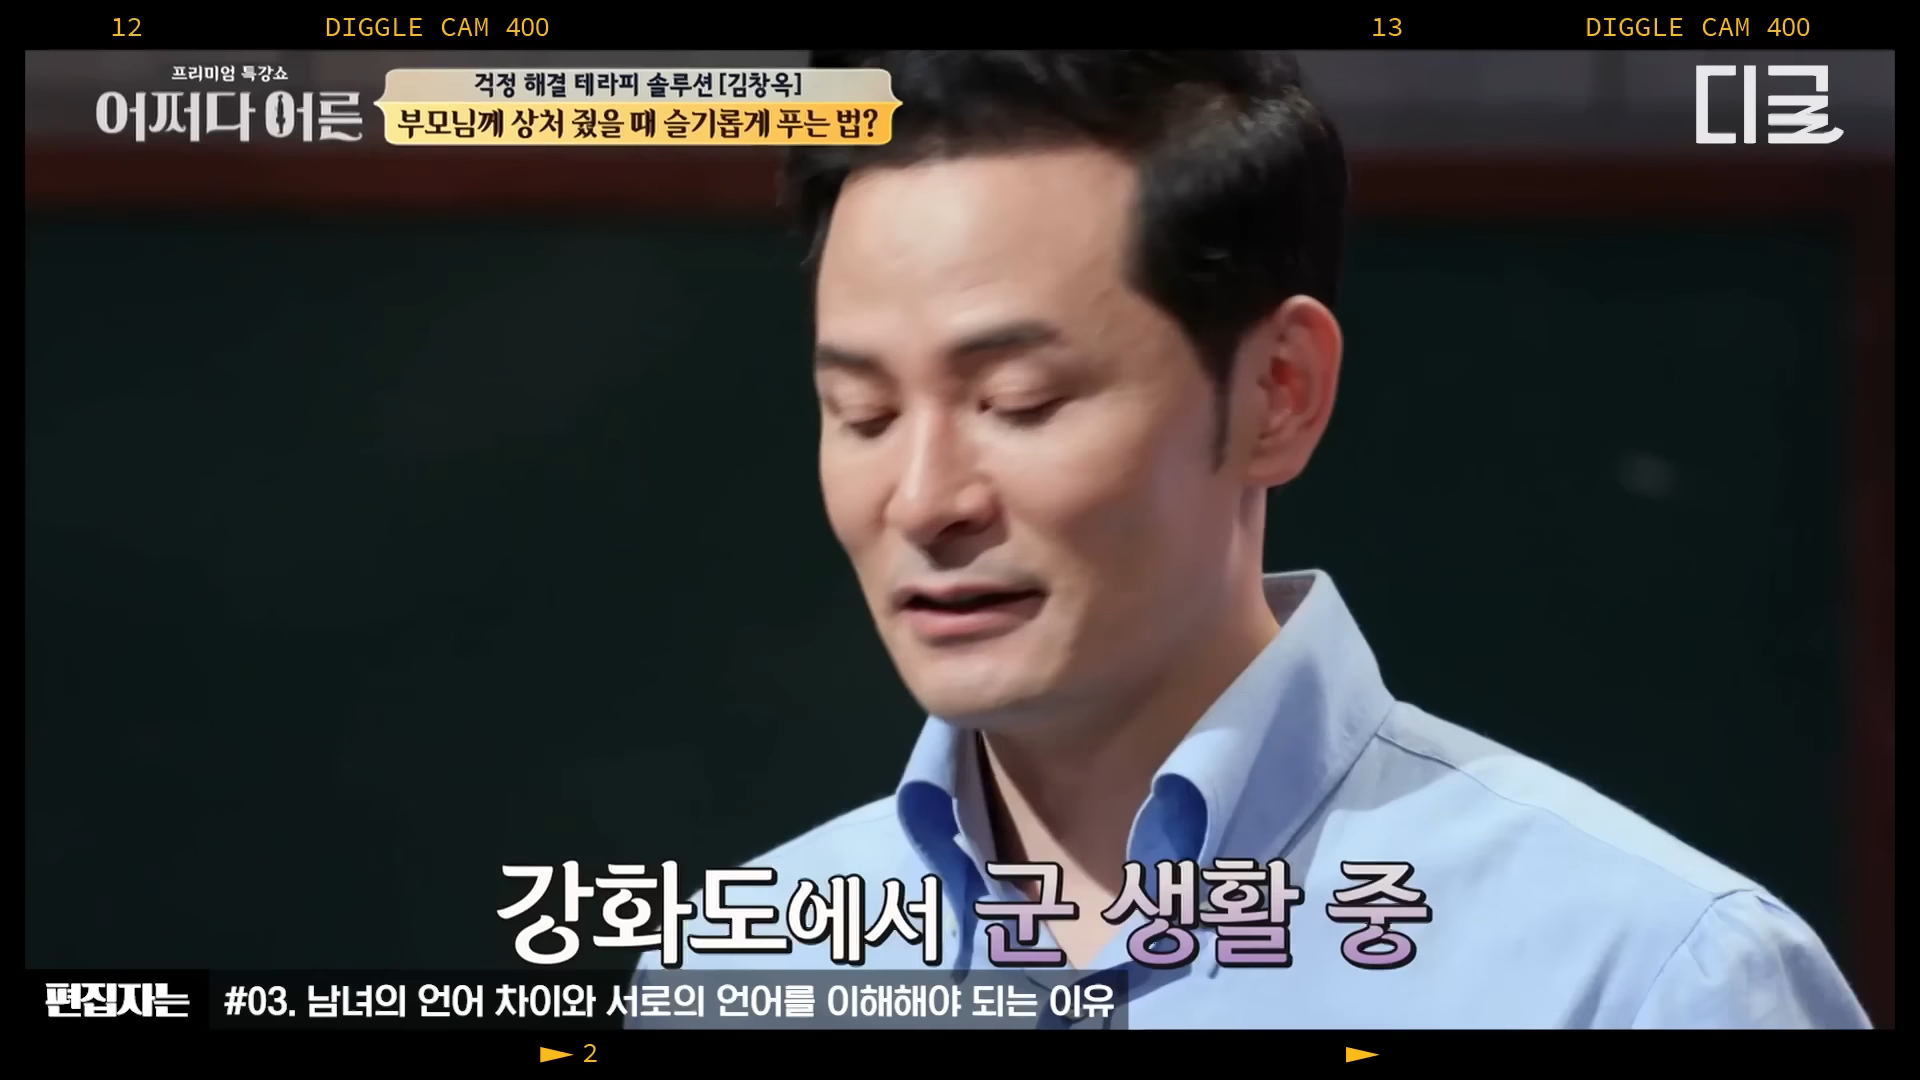 12
DIGGLE CAM 400
13
DIGGLE CAM 400
프리미엄 특강쇼
어쩌다 어른
걱정 해결 테라피 솔루션 [김창옥]
부모님께 상처 줬을 때 슬기롭게 푸는 법?
디글
강화도에서 군 생활 중
편집자는
#03. 남녀의 언어 차이와 서로의 언어를 이해해야 되는 이유
2